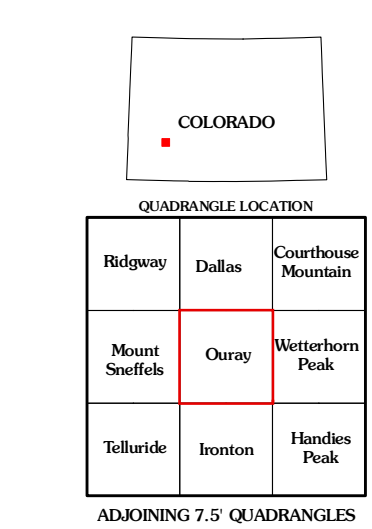 COLORADO
QUADRANGLE LOCATION
Ridgway
Dallas
Courthouse
Mountain
Mount
Sneffels
Ouray
Wetterhorn
Peak
Telluride
Ironton
Handies
Peak
ADJOINING 7.5' QUADRANGLES